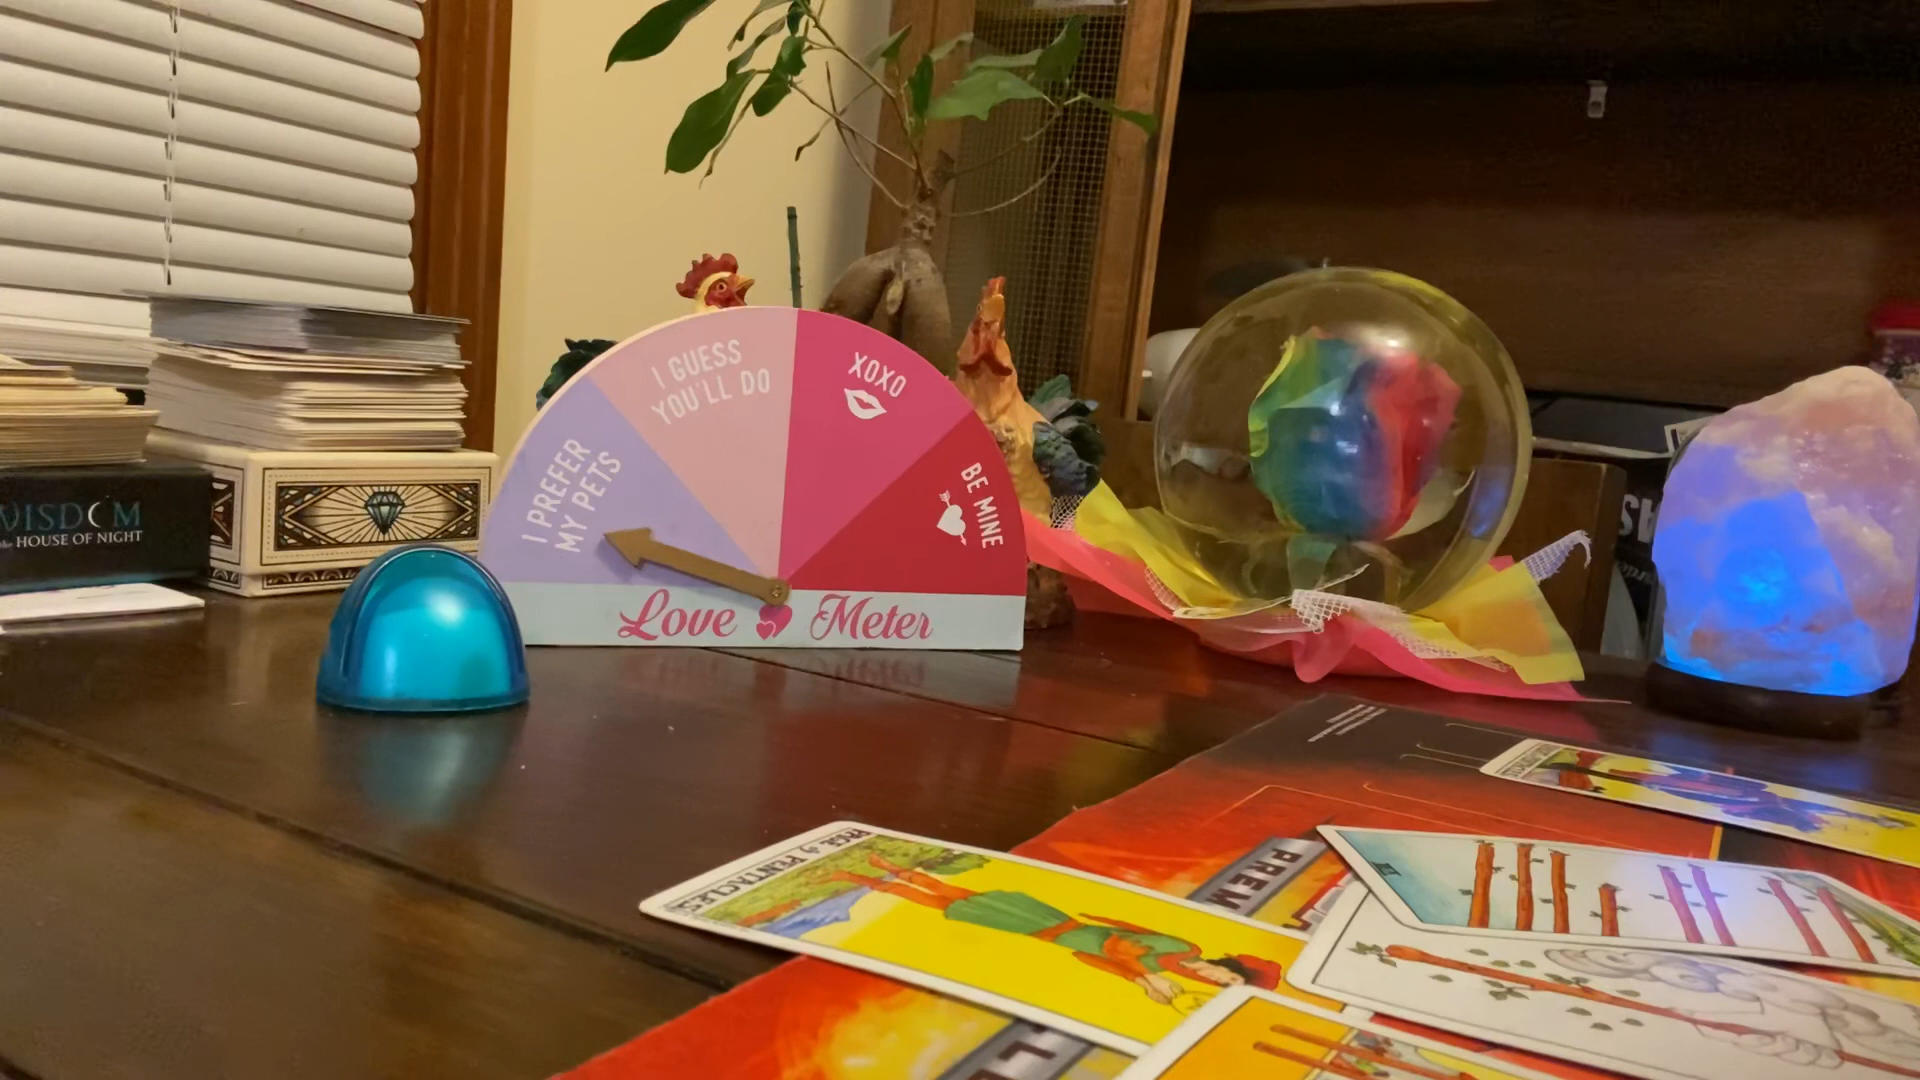 I GUESS
YOU'LL DO
XOXO
I PREFER
MY PETS
BE MINE
Love Meter
WISDOM
HOUSE OF NIGHT
PAGE of PENTACLES
PREM